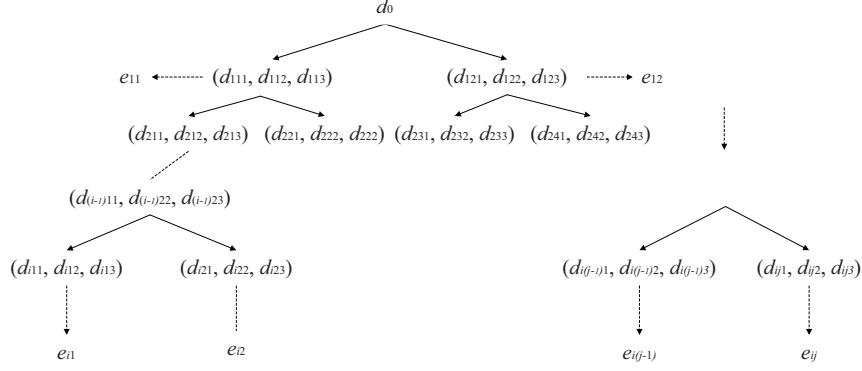 d0
e11 (d111, d112, d113) (d121, d122, d123) e12
(d211, d212, d213) (d221, d222, d222) (d231, d232, d233) (d241, d242, d243)
(d(i-1)11, d(i-1)22, d(i-1)23)
(di11, di12, di13) (di21, di22, di23) (di(j-1)1, di(j-1)2, di(j-1)3) (dij1, dij2, dij3)
ei1 ei2 ei(j-1) eij